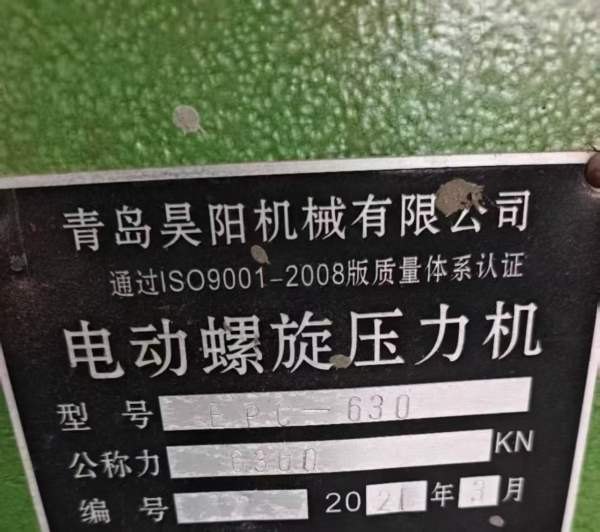 青岛昊阳机械有限公司
通过ISO9001-2008版质量体系认证
电动螺旋压力机
型 号 EPC-630
公称力 6300 KN
编 号 202 年 3 月